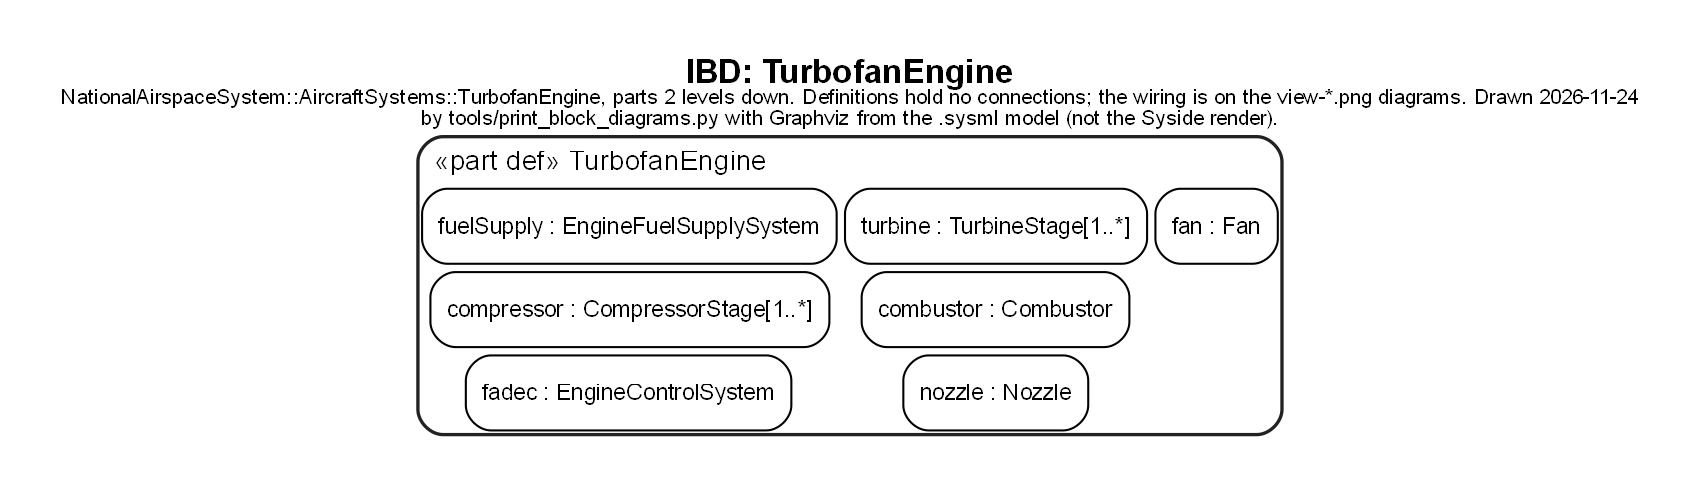 IBD: TurbofanEngine
NationalAirspaceSystem::AircraftSystems::TurbofanEngine, parts 2 levels down. Definitions hold no connections; the wiring is on the view-*.png diagrams. Drawn 2026-11-24
by tools/print_block_diagrams.py with Graphviz from the .sysml model (not the Syside render).
«part def» TurbofanEngine
fuelSupply : EngineFuelSupplySystem
turbine : TurbineStage[1..*]
fan : Fan
compressor : CompressorStage[1..*]
combustor : Combustor
fadec : EngineControlSystem
nozzle : Nozzle